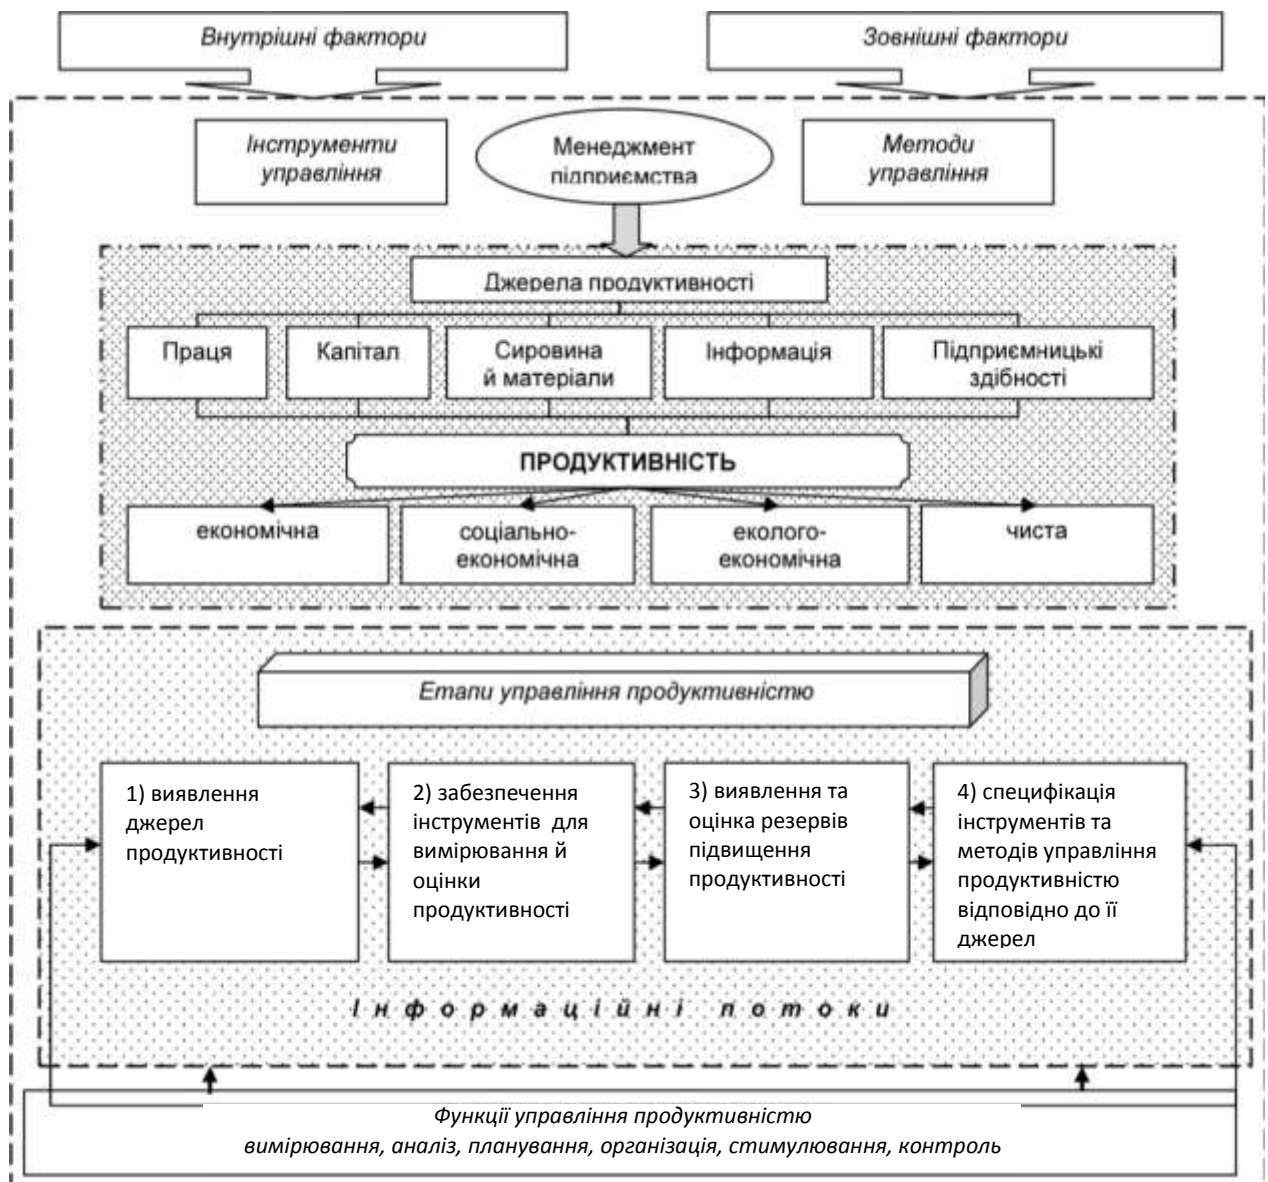 Внутрішні фактори
Зовнішні фактори
Інструменти
управління
Менеджмент
підприємства
Методи
управління
Джерела продуктивності
Праця
Капітал
Сировина
й матеріали
Інформація
Підприємницькі
здібності
ПРОДУКТИВНІСТЬ
економічна
соціально-
економічна
еколого-
економічна
чиста
Етапи управління продуктивністю
1) виявлення
джерел
продуктивності
2) забезпечення
інструментів для
вимірювання й
оцінки
продуктивності
3) виявлення та
оцінка резервів
підвищення
продуктивності
4) специфікація
інструментів та
методів управління
продуктивністю
відповідно до її
джерел
Інформаційні потоки
Функції управління продуктивністю
вимірювання, аналіз, планування, організація, стимулювання, контроль